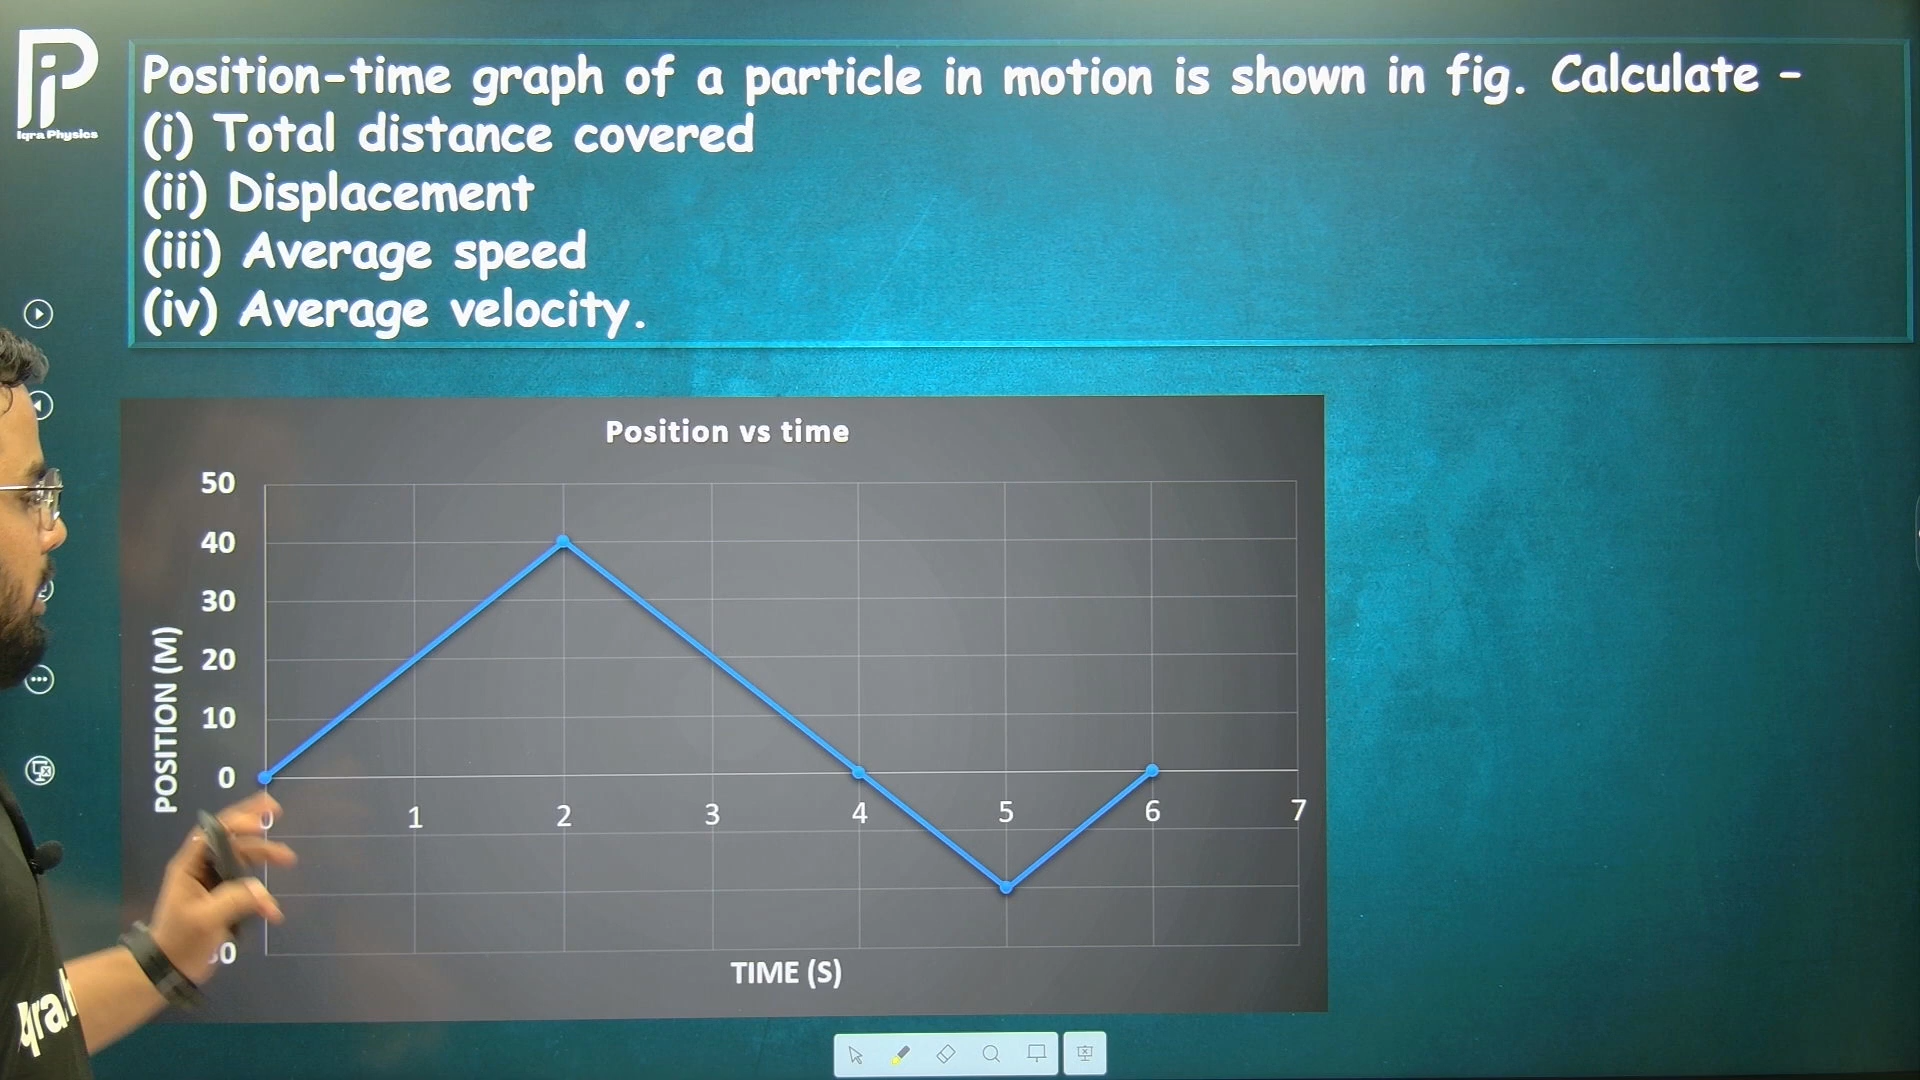 Iqra Physics
Position-time graph of a particle in motion is shown in fig. Calculate -
(i) Total distance covered
(ii) Displacement
(iii) Average speed
(iv) Average velocity.
Position vs time
50
40
30
20
10
0
0 1 2 3 4 5 6 7
POSITION (M)
TIME (S)